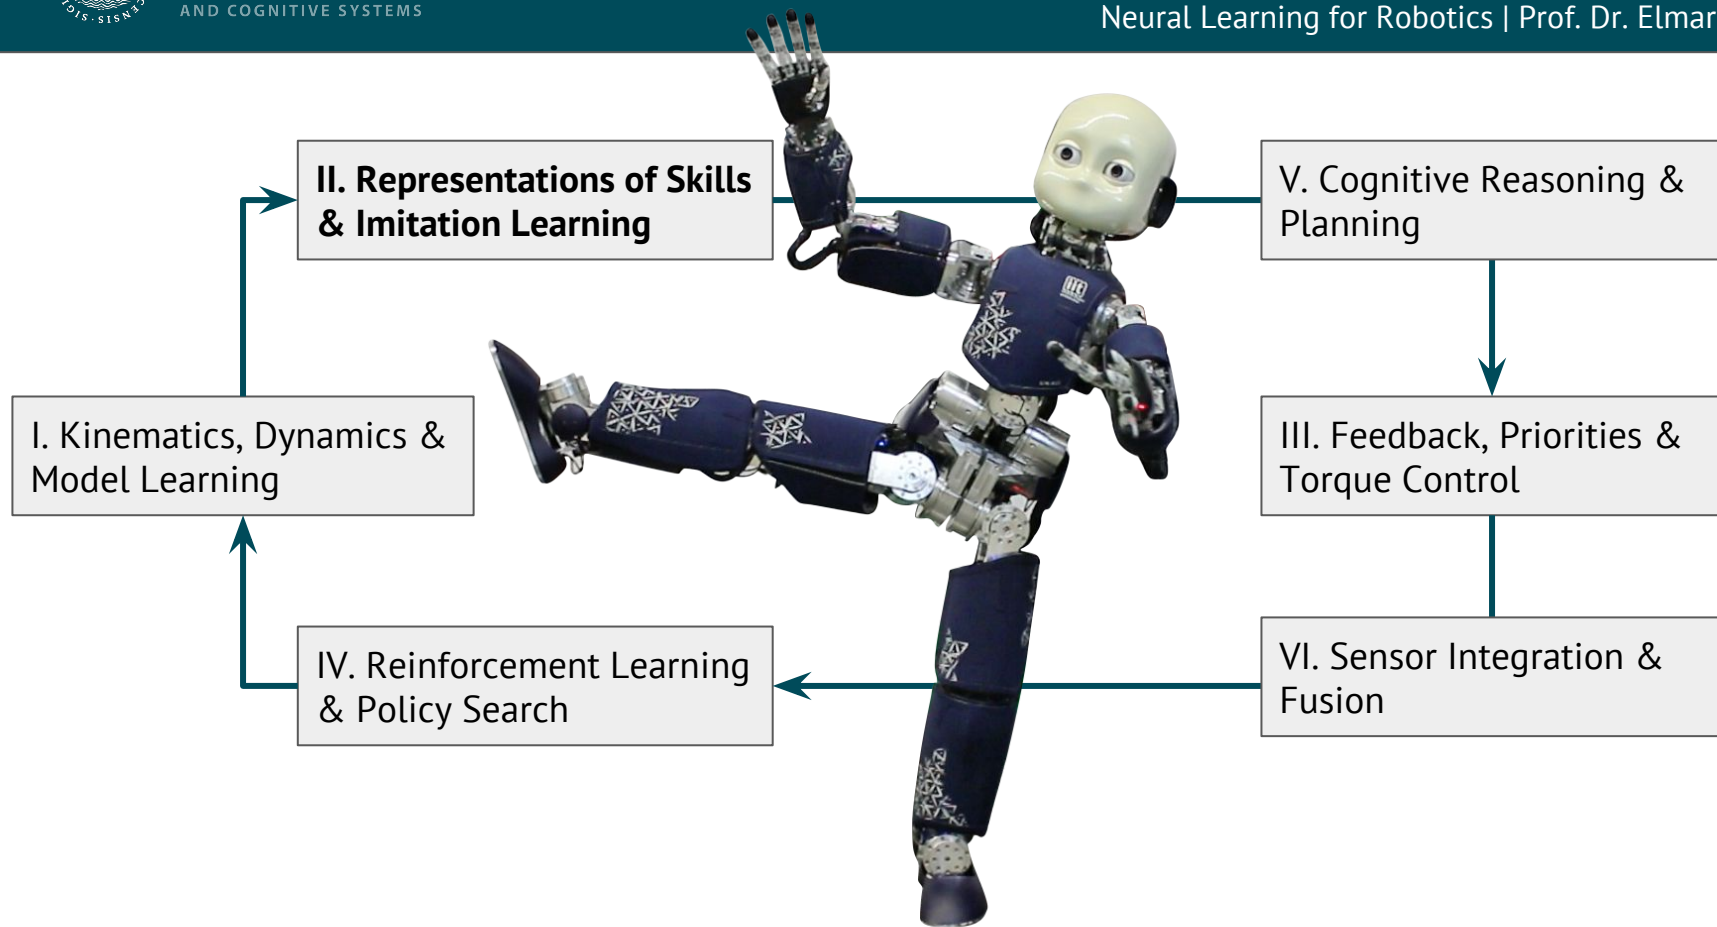 AND COGNITIVE SYSTEMS
Neural Learning for Robotics | Prof. Dr. Elmar
II. Representations of Skills
& Imitation Learning
V. Cognitive Reasoning &
Planning
I. Kinematics, Dynamics &
Model Learning
III. Feedback, Priorities &
Torque Control
IV. Reinforcement Learning
& Policy Search
VI. Sensor Integration &
Fusion
iit